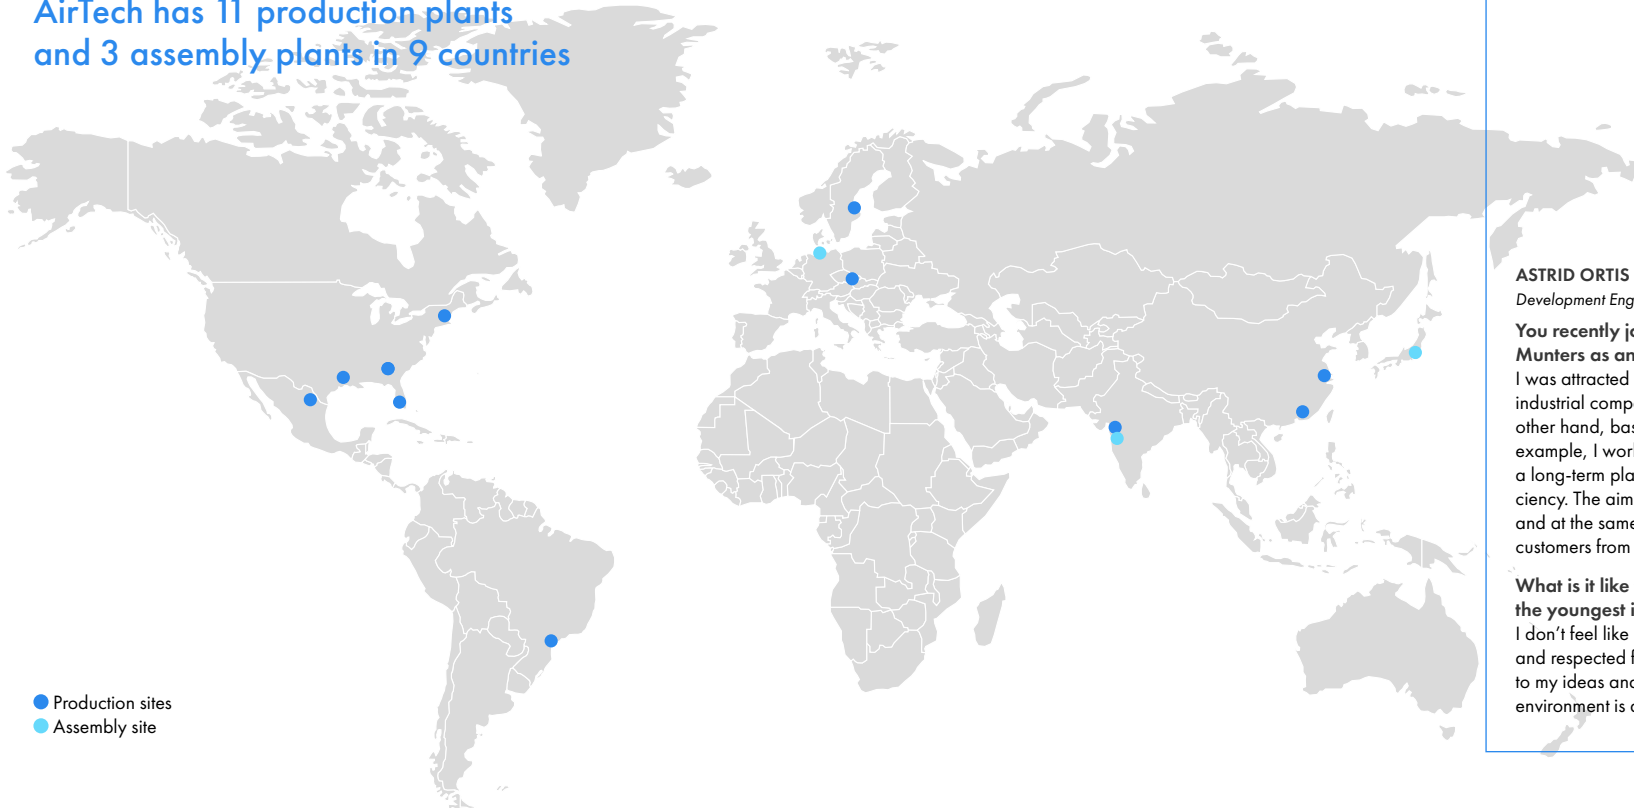 AirTech has 11 production plants
and 3 assembly plants in 9 countries
Production sites
Assembly site
ASTRID ORTIS
Development Eng
You recently jo
Munters as an
I was attracted
industrial comp
other hand, bas
example, I worl
a long-term pla
ciency. The aim
and at the same
customers from
What is it like
the youngest i
I don't feel like
and respected f
to my ideas and
environment is c